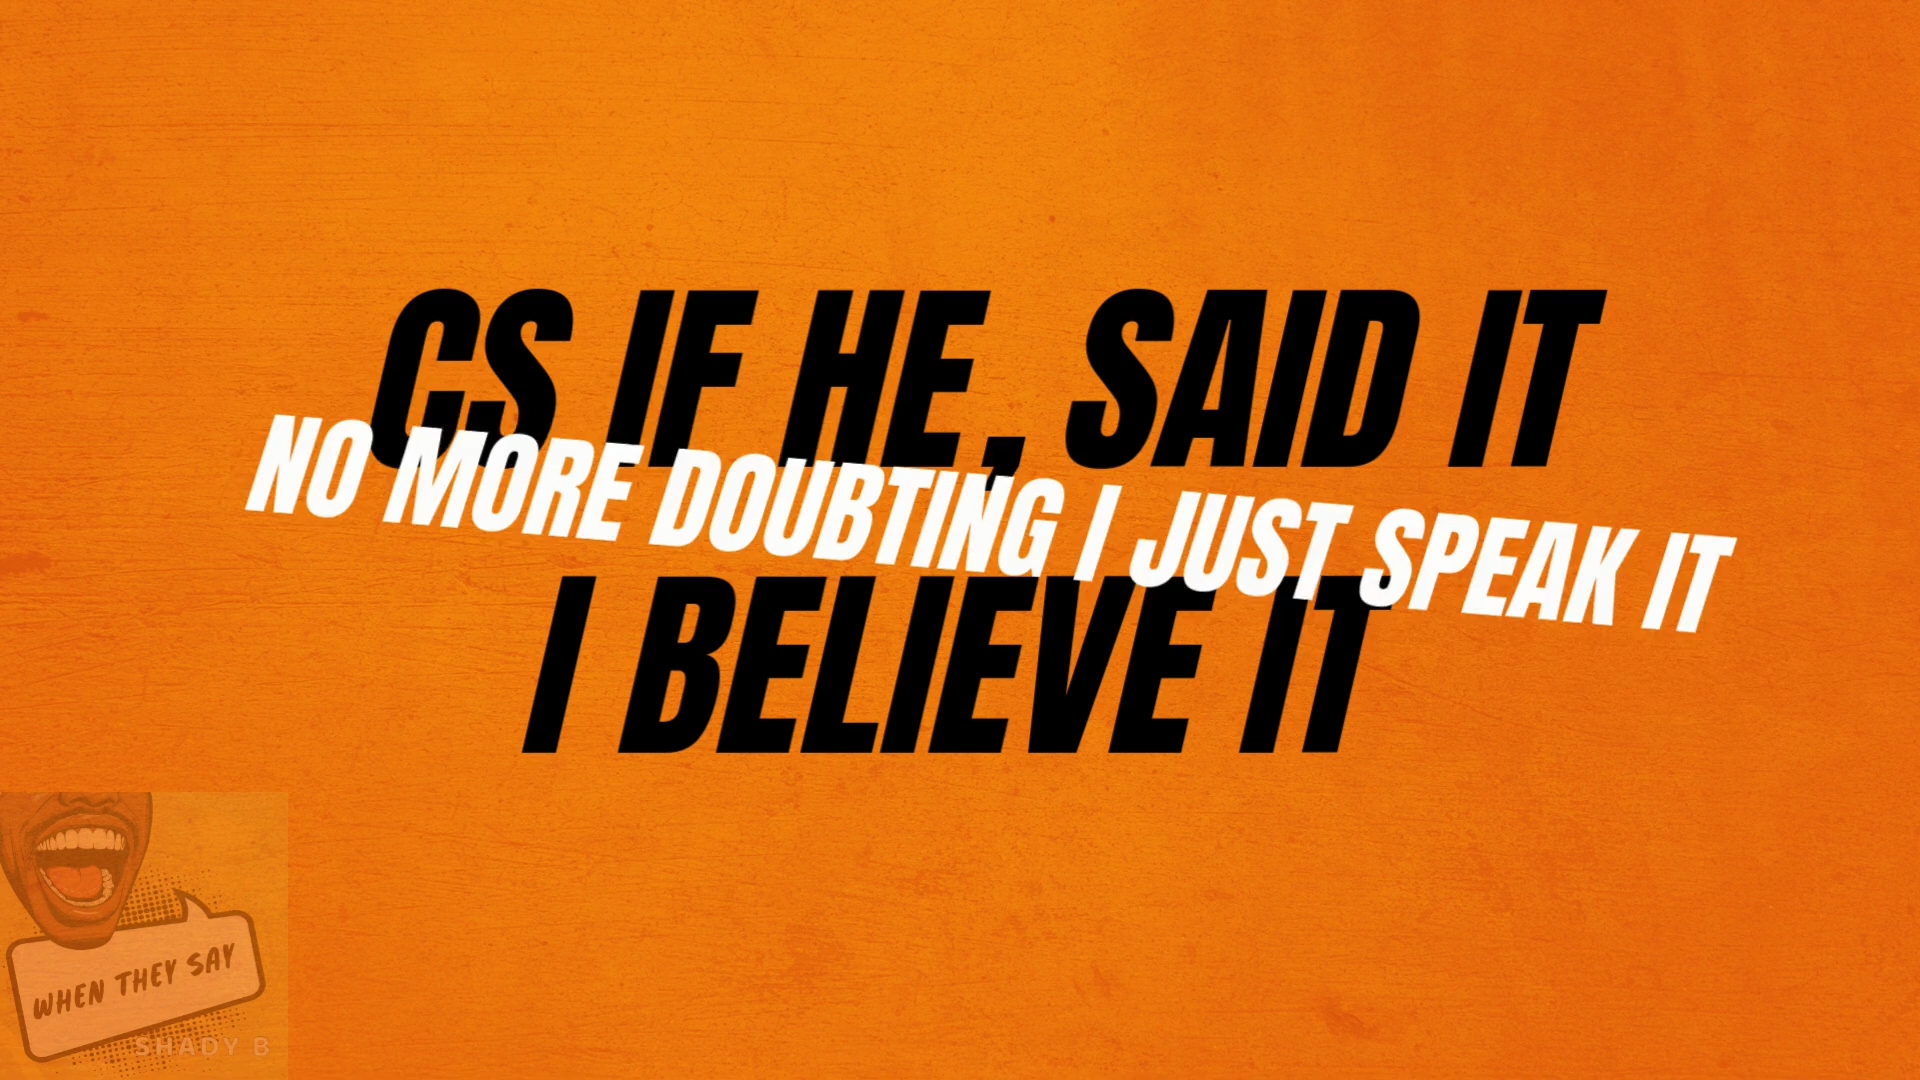 CS IF HE, SAID IT
NO MORE DOUBTING I JUST SPEAK IT
I BELIEVE IT
WHEN THEY SAY
SHADY B